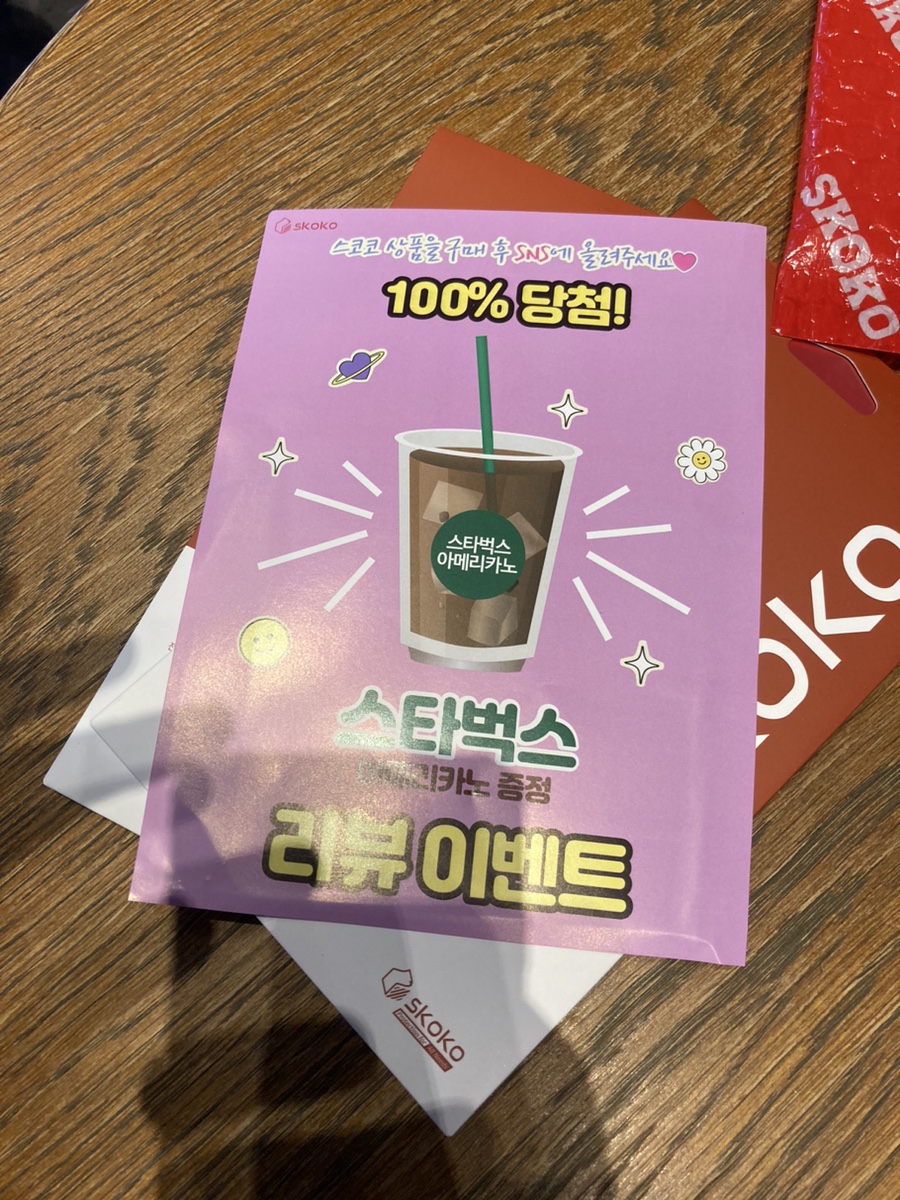 SKOKO
스코코 상품을 구매 후 SNS에 올려주세요
100% 당첨!
스타벅스
아메리카노
스타벅스
아메리카노 증정
리뷰 이벤트
SKOKO
SKOKO
skoko